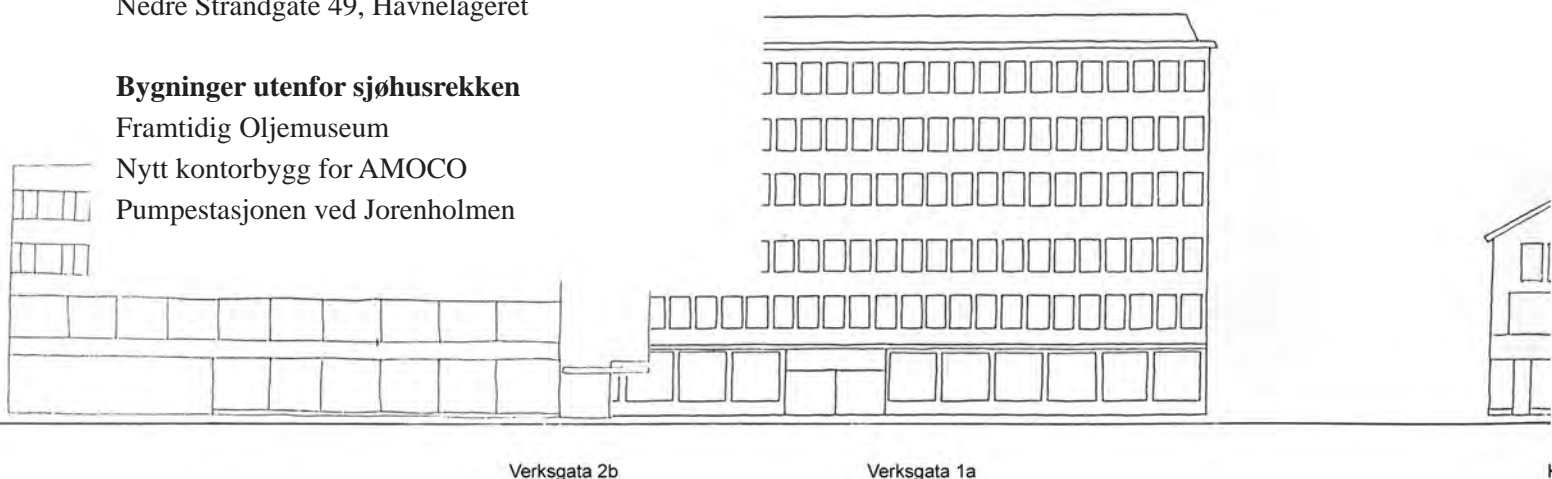 Nedre Strandgate 49, Havnelageret
Bygninger utenfor sjøhusrekken
Framtidig Oljemuseum
Nytt kontorbygg for AMOCO
Pumpestasjonen ved Jorenholmen
Verksgata 2b
Verksgata 1a